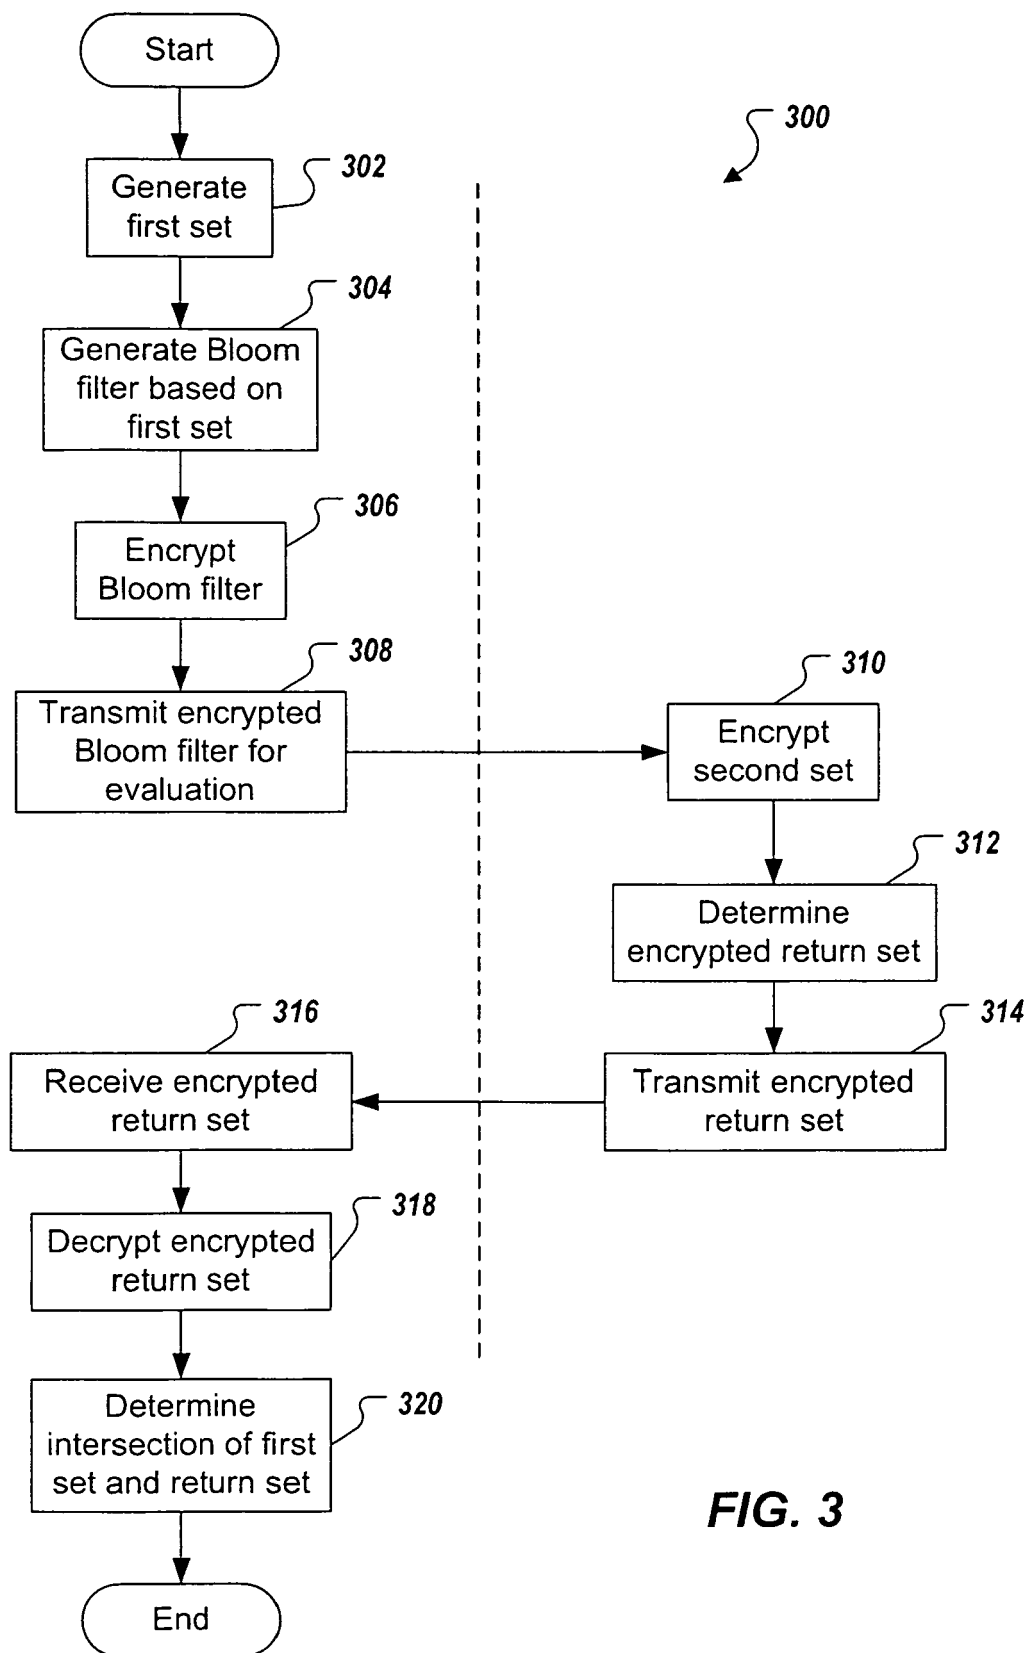 Start
300
302
Generate
first set
304
Generate Bloom
filter based on
first set
306
Encrypt
Bloom filter
308
Transmit encrypted
Bloom filter for
evaluation
310
Encrypt
second set
312
Determine
encrypted return set
314
Transmit encrypted
return set
316
Receive encrypted
return set
318
Decrypt encrypted
return set
320
Determine
intersection of first
set and return set
End
FIG. 3